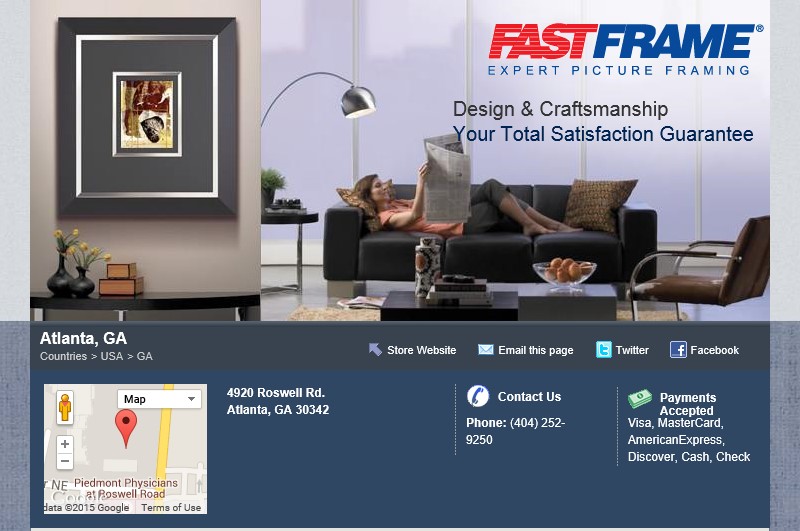 FASTFRAME®
EXPERT PICTURE FRAMING
Design & Craftsmanship
Your Total Satisfaction Guarantee
Atlanta, GA
Countries > USA > GA
Store Website
Email this page
Twitter
Facebook
Map
Piedmont Physicians
at Roswell Road
NE
Google
data ©2015 Google
Terms of Use
4920 Roswell Rd.
Atlanta, GA 30342
Contact Us
Phone: (404) 252-
9250
Payments
Accepted
Visa, MasterCard,
AmericanExpress,
Discover, Cash, Check